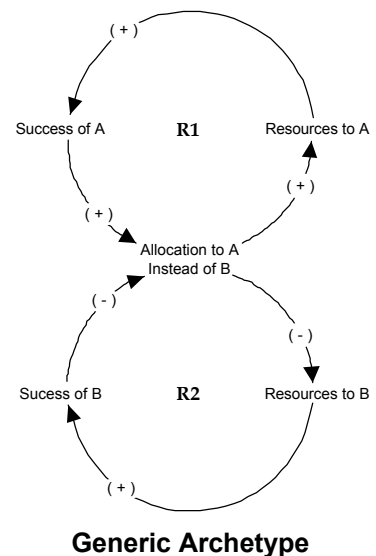 ( + )
Success of A
R1
Resources to A
( + )
( + )
Allocation to A
Instead of B
( - )
( - )
Sucess of B
R2
Resources to B
( + )
Generic Archetype